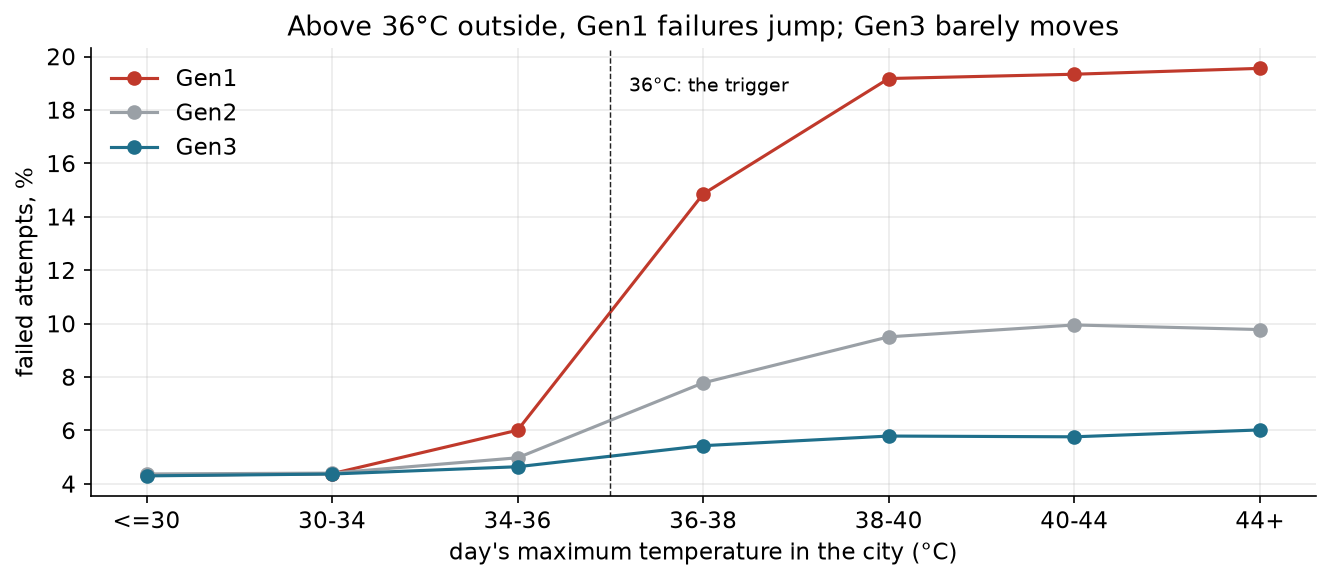 Above 36°C outside, Gen1 failures jump; Gen3 barely moves
Gen1
Gen2
Gen3
36°C: the trigger
failed attempts, %
20
18
16
14
12
10
8
6
4
<=30
30-34
34-36
36-38
38-40
40-44
44+
day's maximum temperature in the city (°C)